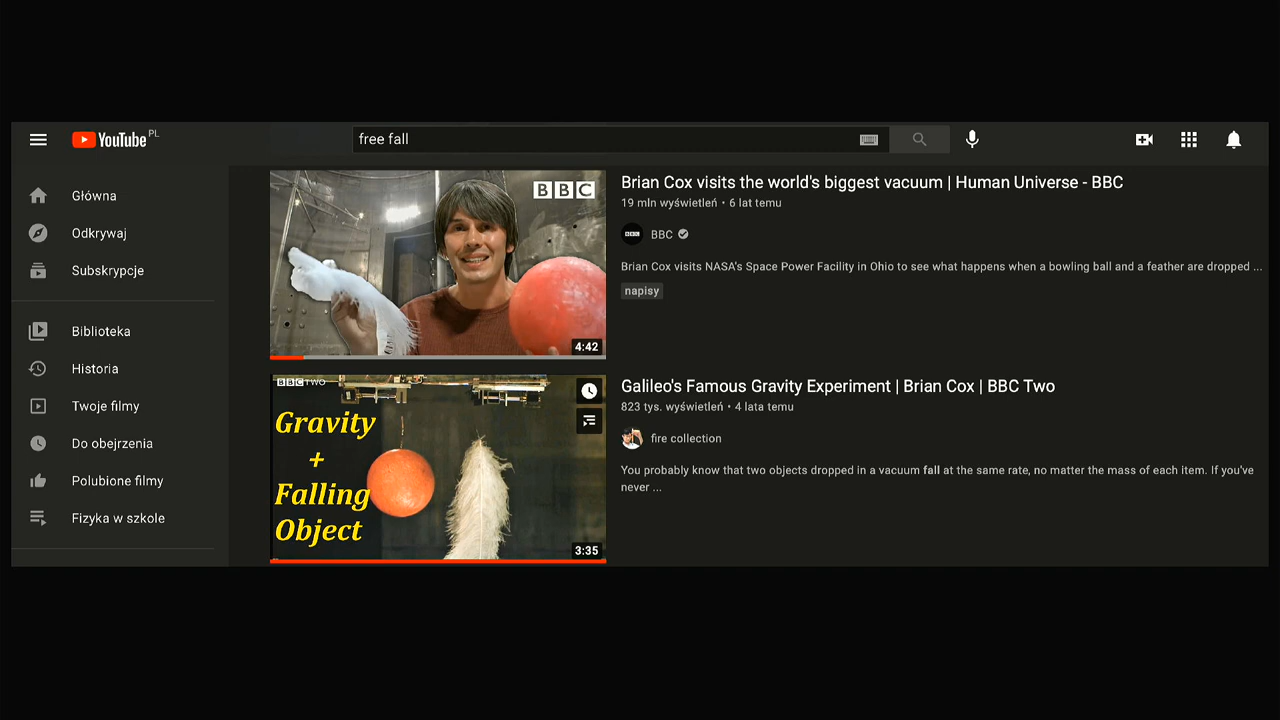 YouTube PL
free fall
Główna
Odkrywaj
Subskrypcje
Biblioteka
Historia
Twoje filmy
Do obejrzenia
Polubione filmy
Fizyka w szkole
BBC
4:42
Brian Cox visits the world's biggest vacuum | Human Universe - BBC
19 mln wyświetleń • 6 lat temu
BBC BBC
Brian Cox visits NASA's Space Power Facility in Ohio to see what happens when a bowling ball and a feather are dropped ...
napisy
BBC TWO
Gravity
+
Falling
Object
3:35
Galileo's Famous Gravity Experiment | Brian Cox | BBC Two
823 tys. wyświetleń • 4 lata temu
fire collection
You probably know that two objects dropped in a vacuum fall at the same rate, no matter the mass of each item. If you've
never ...